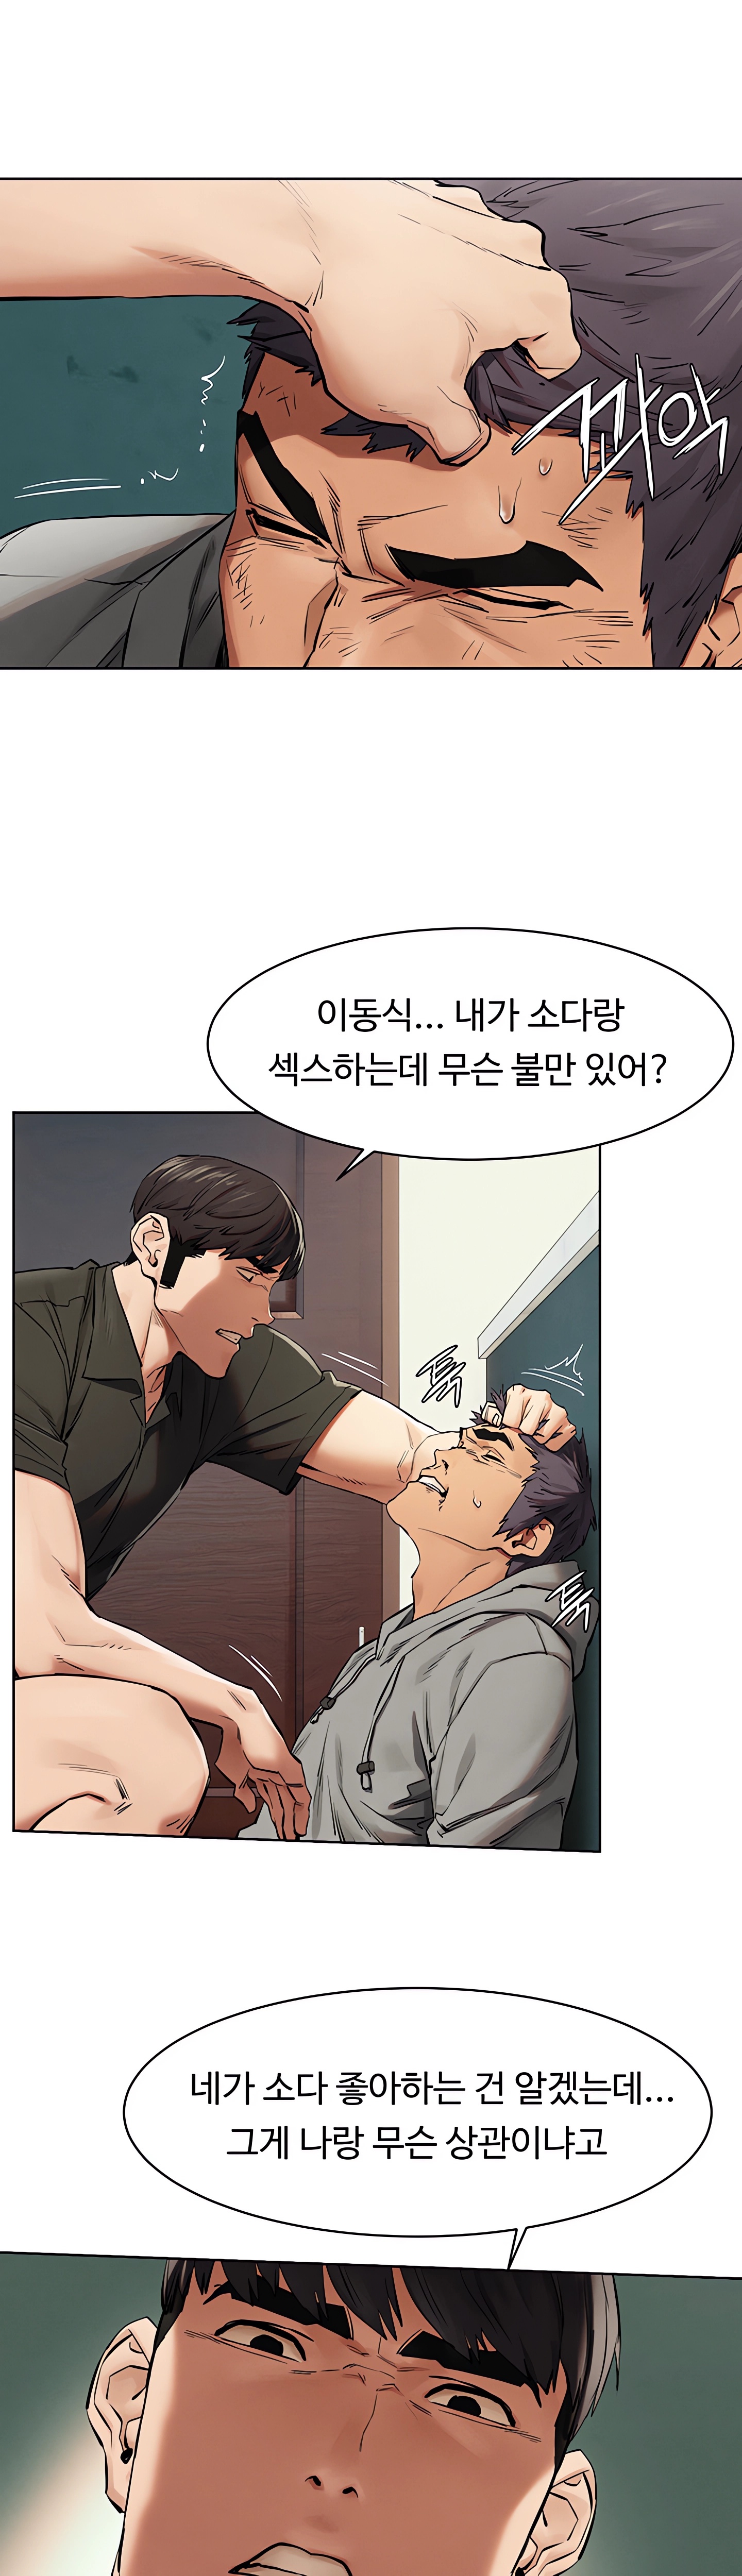 꽈악
이동식... 내가 소다랑
섹스하는데 무슨 불만 있어?
툭
툭
네가 소다 좋아하는 건 알겠는데...
그게 나랑 무슨 상관이냐고